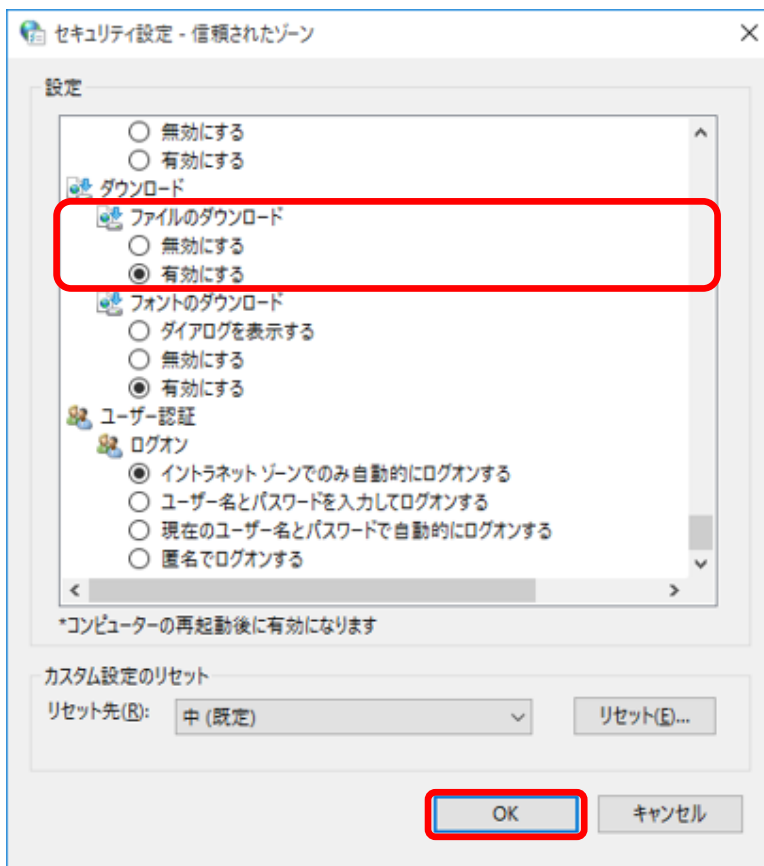 セキュリティ設定 - 信頼されたゾーン
設定
無効にする
有効にする
ダウンロード
ファイルのダウンロード
無効にする
有効にする
フォントのダウンロード
ダイアログを表示する
無効にする
有効にする
ユーザー認証
ログオン
イントラネット ゾーンでのみ自動的にログオンする
ユーザー名とパスワードを入力してログオンする
現在のユーザー名とパスワードで自動的にログオンする
匿名でログオンする
*コンピューターの再起動後に有効になります
カスタム設定のリセット
リセット先(R): 中 (既定) リセット(E)...
OK キャンセル